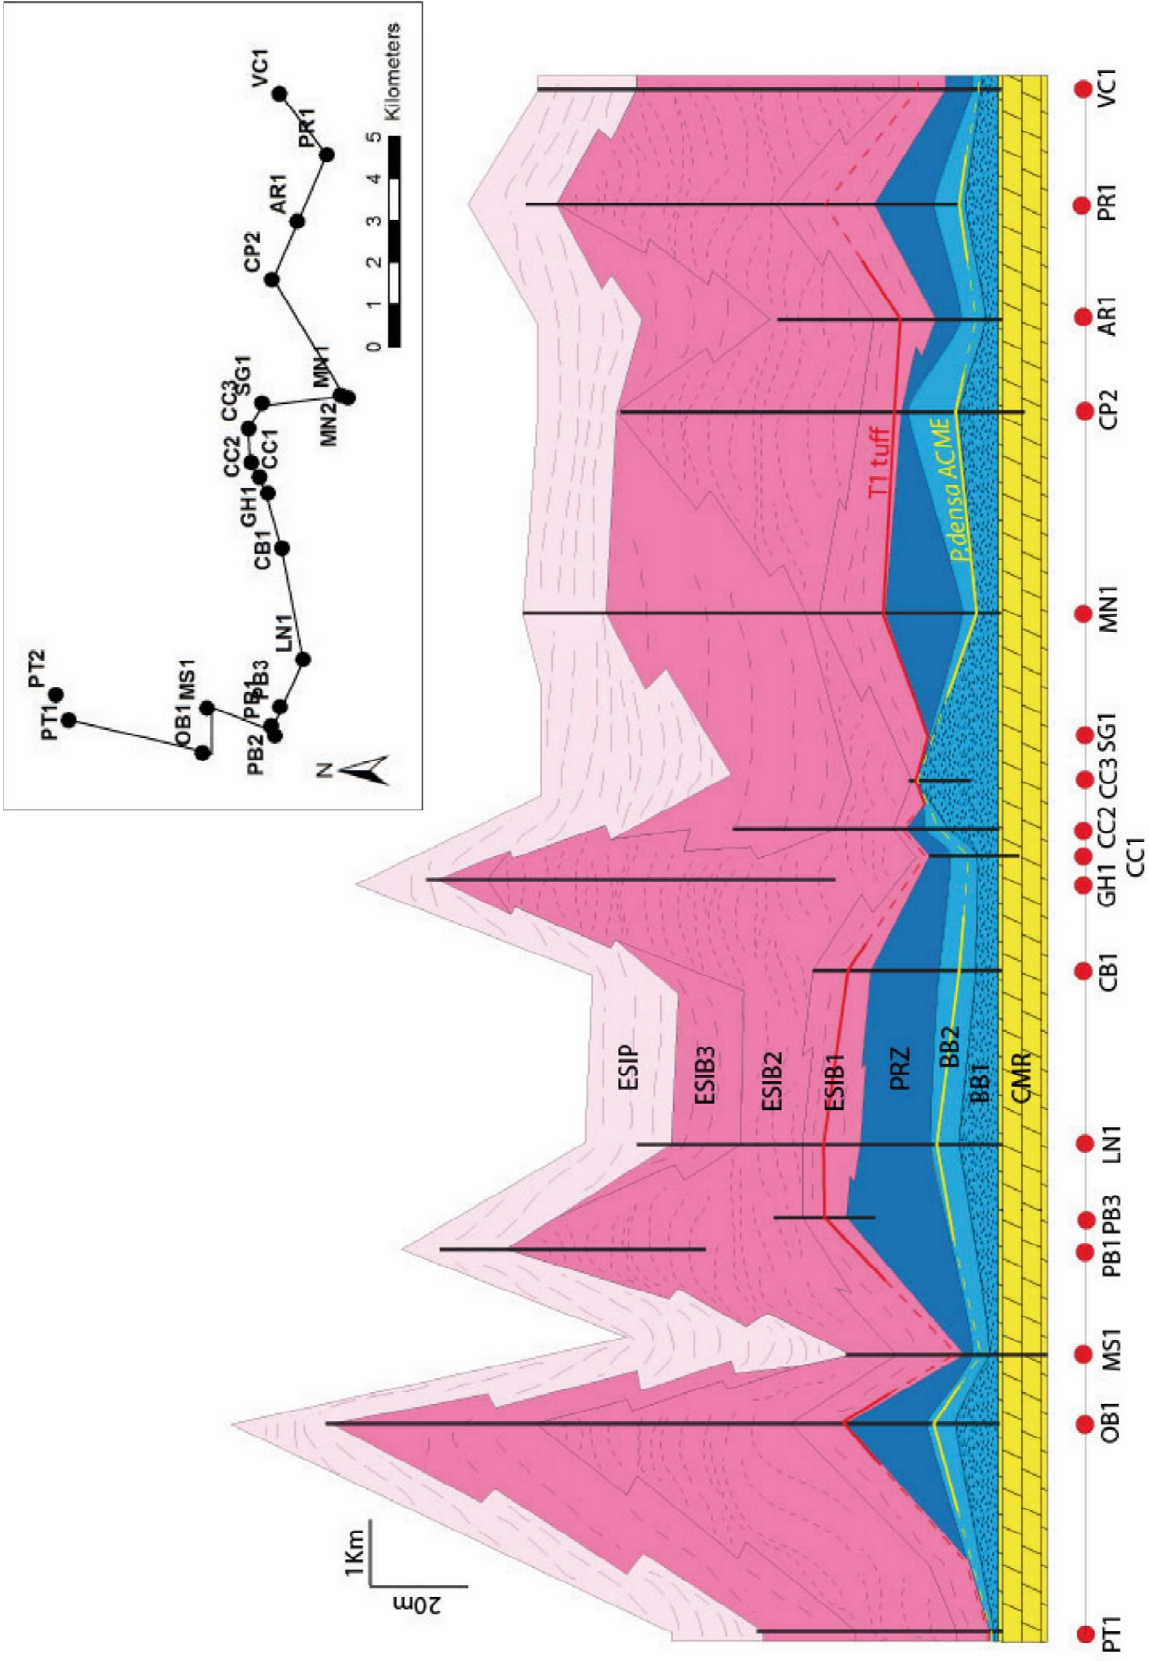 PT2
PT1
OB1
MS1
PB2
PB1
PB3
LN1
CB1
GH1
CC2
CC1
CC3
SG1
MN2
MN1
CP2
AR1
PR1
VC1
N
0 1 2 3 4 5
Kilometers
1Km
20m
ESIP
ESIB3
ESIB2
ESIB1
PRZ
BB2
BB1
CMR
T1 tuff
P.densa ACME
PT1 OB1 MS1 PB1 PB3 LN1 CB1 GH1 CC2 CC3 SG1 MN1 CP2 AR1 PR1 VC1
CC1